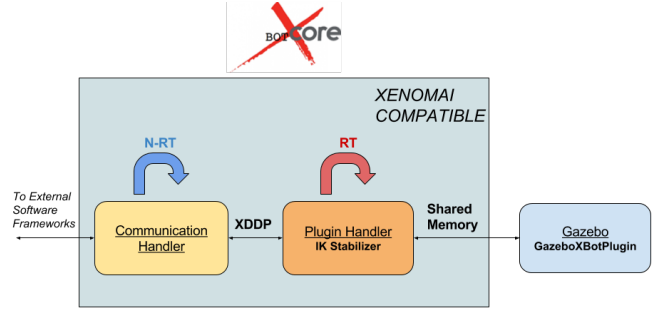 BOT Core
XENOMAI
COMPATIBLE
N-RT
RT
To External
Software
Frameworks
Communication
Handler
XDDP
Plugin Handler
IK Stabilizer
Shared
Memory
Gazebo
GazeboXBotPlugin